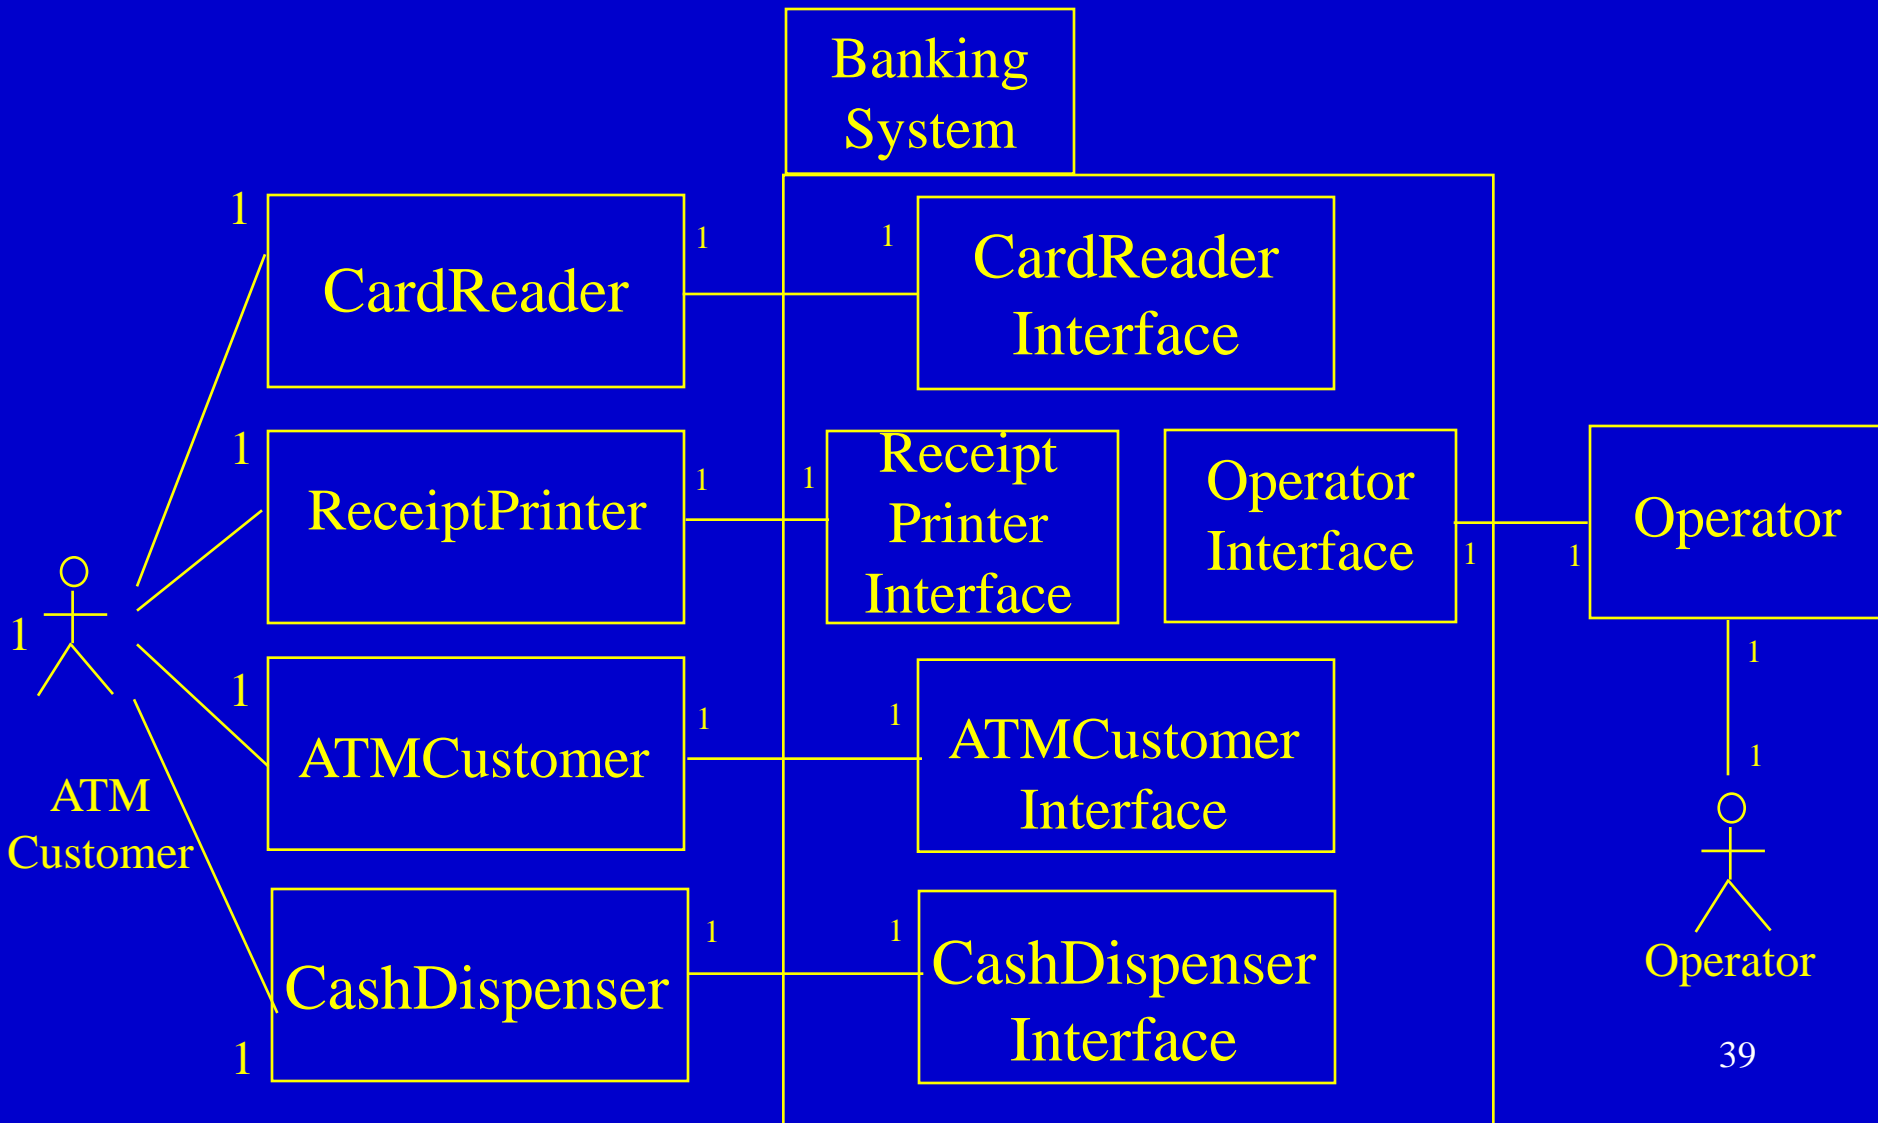 Banking
System
1
CardReader
1
1
CardReader
Interface
1
ReceiptPrinter
1
1
Receipt
Printer
Interface
Operator
Interface
1
1
Operator
1
1
Operator
1
ATM
Customer
1
ATMCustomer
1
1
ATMCustomer
Interface
1
CashDispenser
1
1
CashDispenser
Interface
39